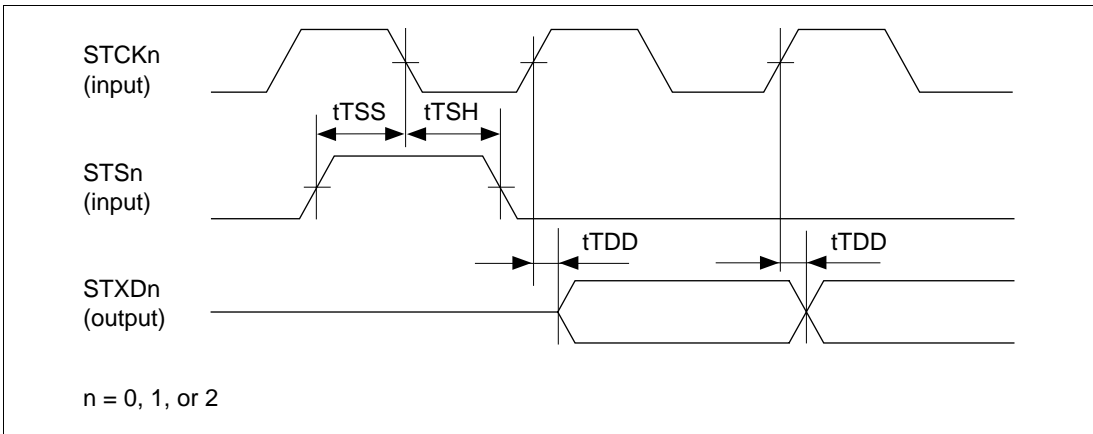 STCKn
(input)
tTSS
tTSH
STSn
(input)
tTDD
tTDD
STXDn
(output)
n = 0, 1, or 2